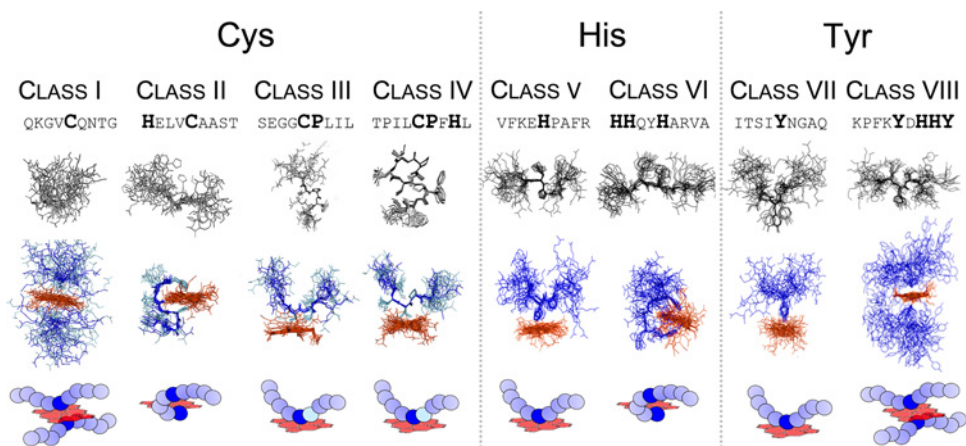 Cys His Tyr
CLASS I CLASS II CLASS III CLASS IV CLASS V CLASS VI CLASS VII CLASS VIII
QKGVCQNTG HELVCAAST SEGGCPLIL TPILCPFHL VFKEHPAFR HHQYHARVA ITSIYNGAQ KPFKYDHHY